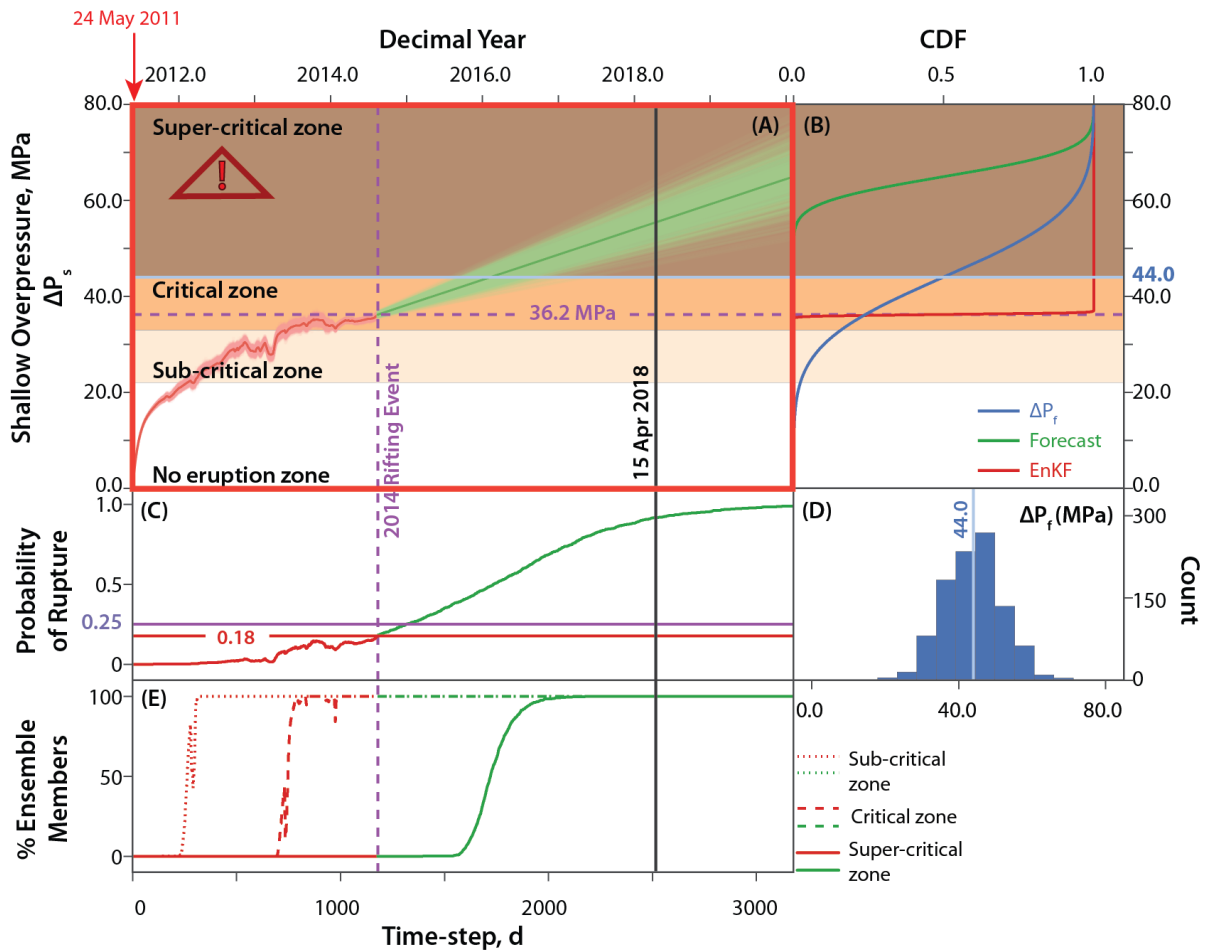 24 May 2011
Decimal Year
CDF
2012.0 2014.0 2016.0 2018.0 0.0 0.5 1.0
80.0 80.0
Super-critical zone (A) (B)
!
60.0 60.0
Shallow Overpressure, MPa
ΔPs
44.0
Critical zone
40.0 40.0
36.2 MPa
Sub-critical zone
20.0 20.0
2014 Rifting Event
15 Apr 2018
ΔPf
Forecast
EnKF
No eruption zone
0.0 0.0
(C) (D) ΔPf (MPa)
1.0 300
44.0
Probability
of Rupture
0.5
150
Count
0.25
0.18
0 0
0.0 40.0 80.0
(E)
100
% Ensemble
Members
50
0
Sub-critical
zone
Critical zone
Super-critical
zone
0 1000 2000 3000
Time-step, d